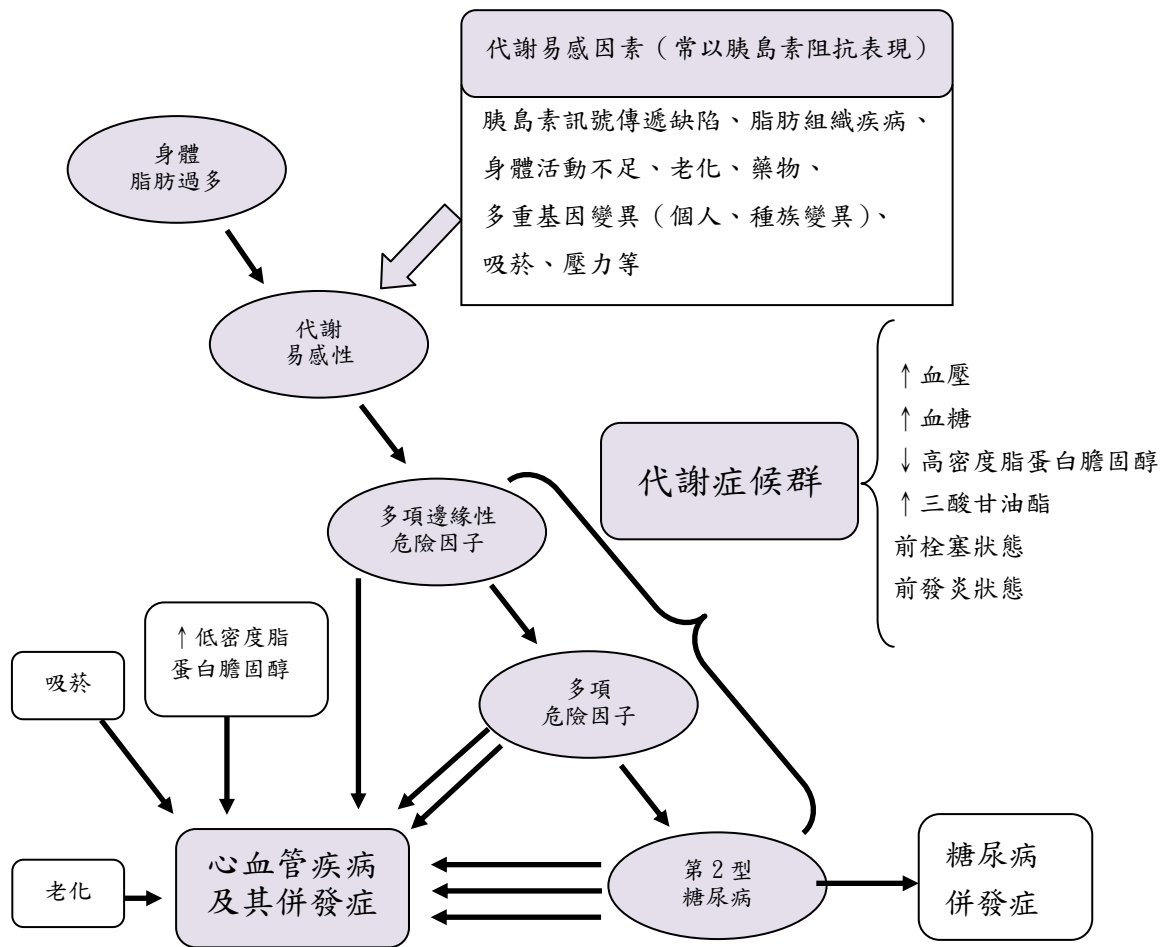 代謝易感因素（常以胰島素阻抗表現）
胰島素訊號傳遞缺陷、脂肪組織疾病、
身體活動不足、老化、藥物、
多重基因變異（個人、種族變異）、
吸菸、壓力等
身體
脂肪過多
代謝
易感性
代謝症候群
↑血壓
↑血糖
↓高密度脂蛋白膽固醇
↑三酸甘油酯
前栓塞狀態
前發炎狀態
多項邊緣性
危險因子
↑低密度脂
蛋白膽固醇
吸菸
多項
危險因子
老化
心血管疾病
及其併發症
第2型
糖尿病
糖尿病
併發症